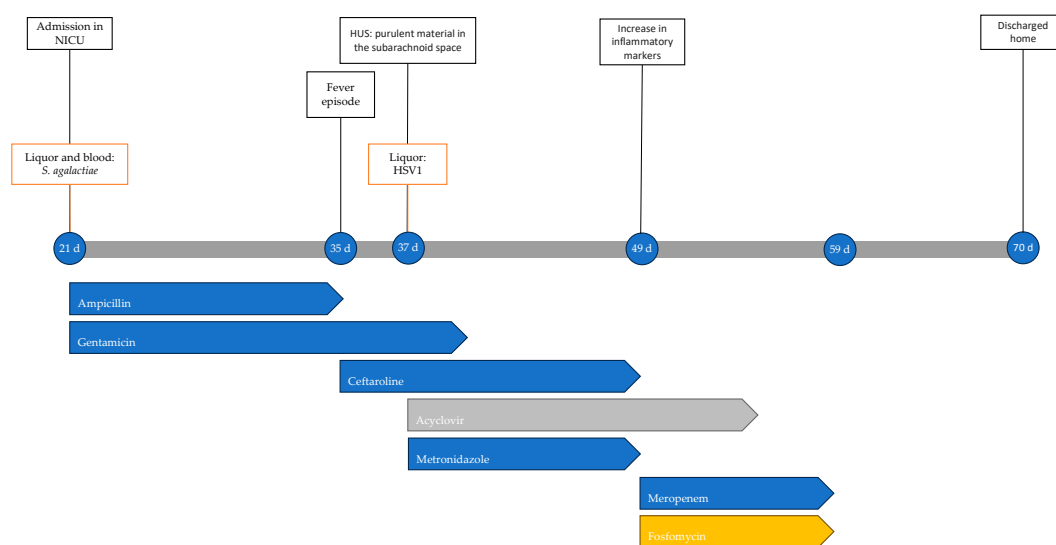 Admission in
NICU
HUS: purulent material in
the subarachnoid space
Increase in
inflammatory
markers
Discharged
home
Fever
episode
Liquor and blood:
S. agalactiae
Liquor:
HSV1
21 d
35 d
37 d
49 d
59 d
70 d
Ampicillin
Gentamicin
Ceftaroline
Acyclovir
Metronidazole
Meropenem
Fosfomycin